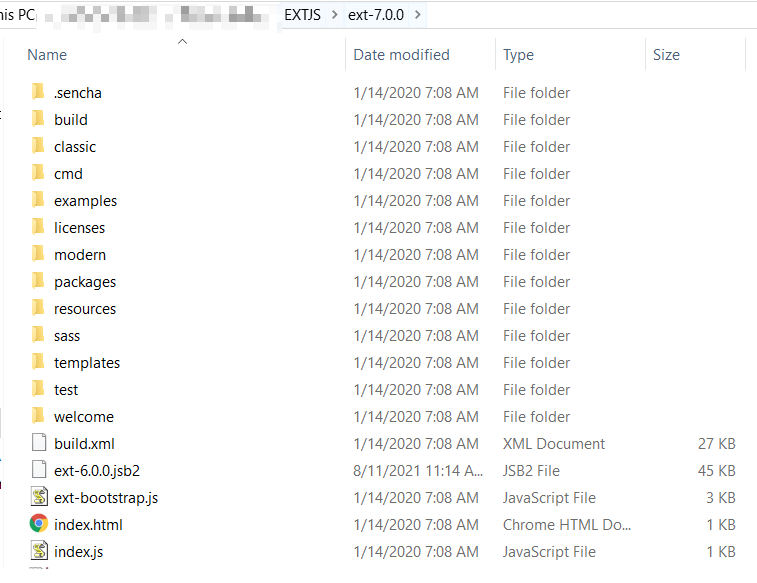 his PC
EXTJS > ext-7.0.0 >
Name Date modified Type Size
.sencha 1/14/2020 7:08 AM File folder
build 1/14/2020 7:08 AM File folder
classic 1/14/2020 7:08 AM File folder
cmd 1/14/2020 7:08 AM File folder
examples 1/14/2020 7:08 AM File folder
licenses 1/14/2020 7:08 AM File folder
modern 1/14/2020 7:08 AM File folder
packages 1/14/2020 7:08 AM File folder
resources 1/14/2020 7:08 AM File folder
sass 1/14/2020 7:08 AM File folder
templates 1/14/2020 7:08 AM File folder
test 1/14/2020 7:08 AM File folder
welcome 1/14/2020 7:08 AM File folder
build.xml 1/14/2020 7:08 AM XML Document 27 KB
ext-6.0.0.jsb2 8/11/2021 11:14 A... JSB2 File 45 KB
ext-bootstrap.js 1/14/2020 7:08 AM JavaScript File 3 KB
index.html 1/14/2020 7:08 AM Chrome HTML Do... 1 KB
index.js 1/14/2020 7:08 AM JavaScript File 1 KB